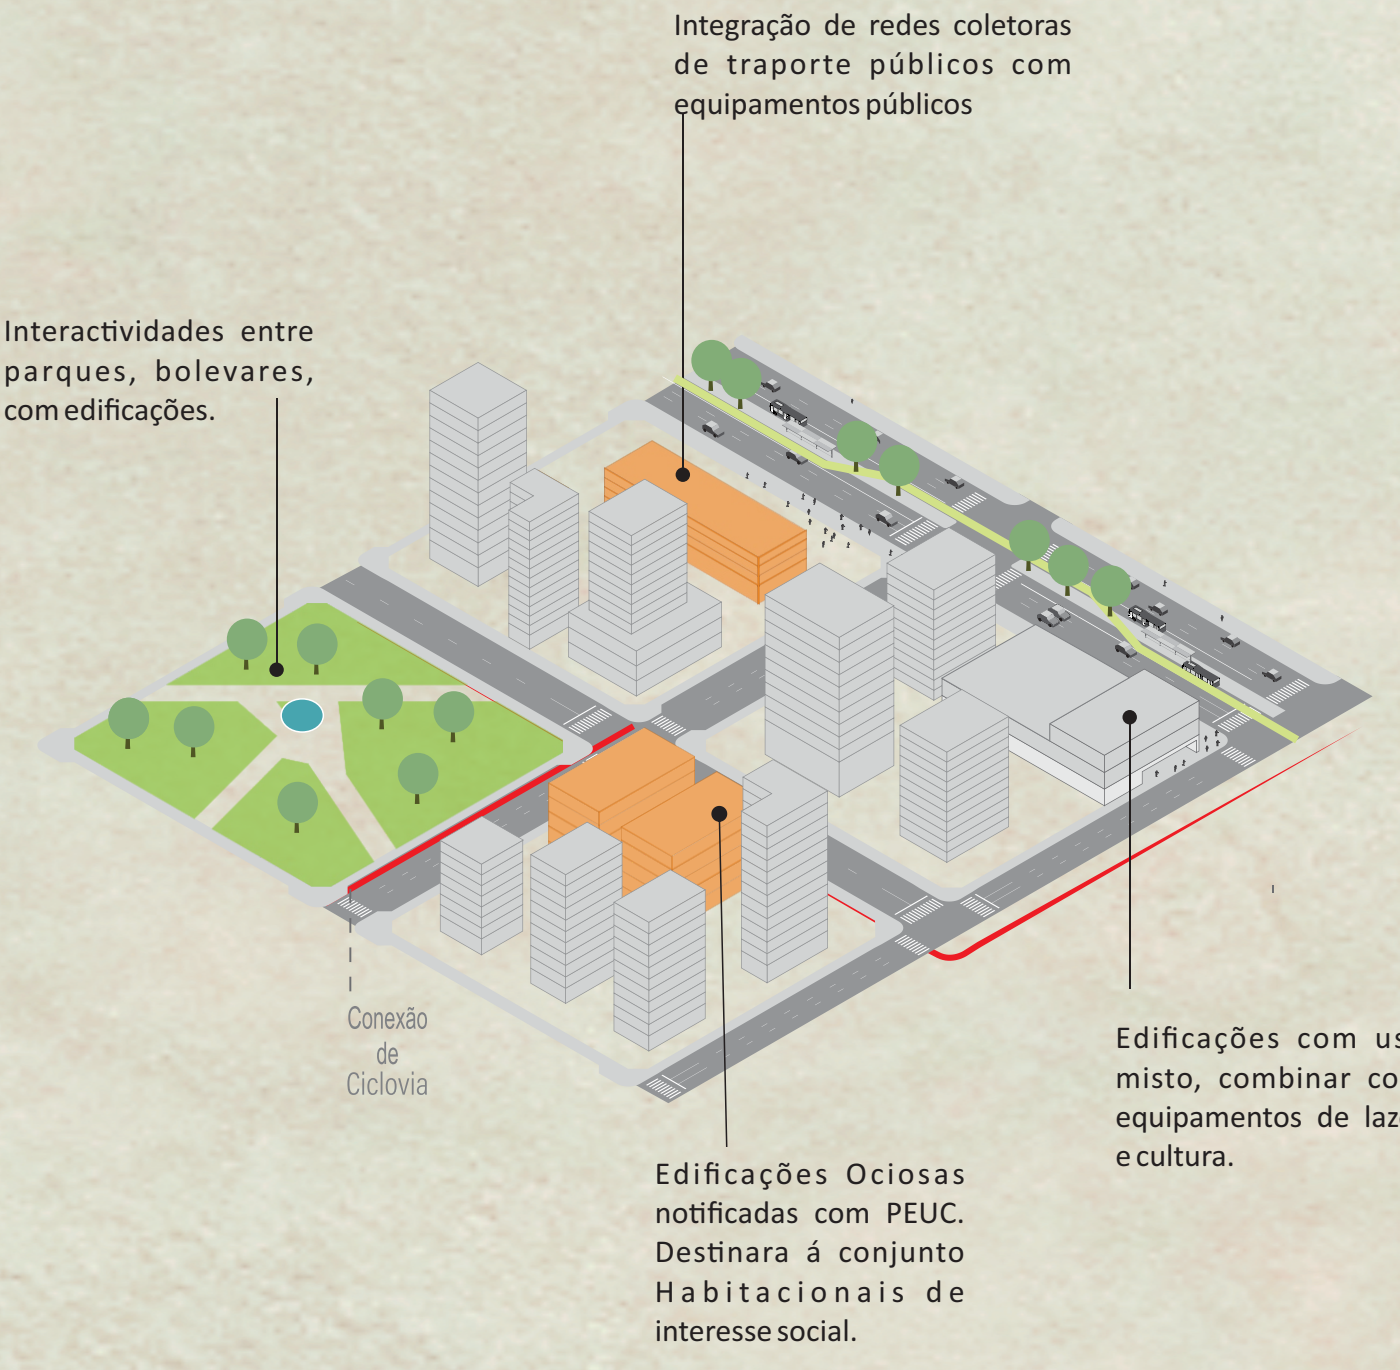 Integração de redes coletoras
de traporte públicos com
equipamentos públicos
Interactividades entre
parques, bolevares,
com edificações.
Conexão
de
Ciclovia
Edificações com us
misto, combinar co
equipamentos de laz
e cultura.
Edificações Ociosas
notificadas com PEUC.
Destinara á conjunto
Habitacionais de
interesse social.